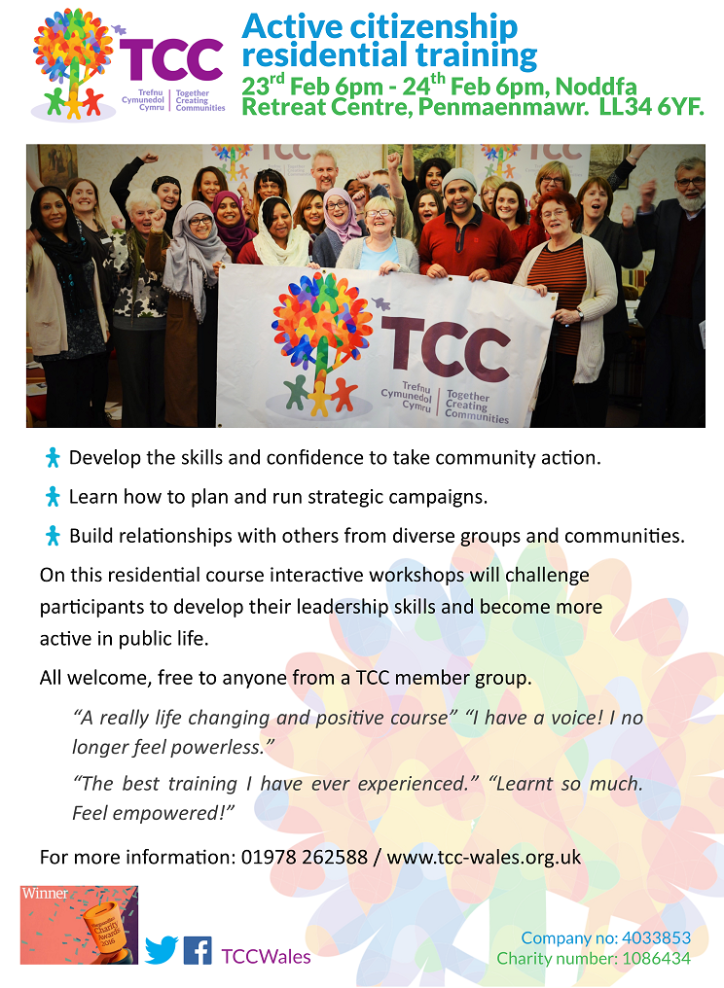 TCC
Trefnu
Cymunedol
Cymru
Together
Creating
Communities
Active citizenship
residential training
23rd Feb 6pm - 24th Feb 6pm, Noddfa
Retreat Centre, Penmaenmawr. LL34 6YF.
TCC
TCC
TCC
Trefnu
Cymunedol
Cymru
Together
Creating
Communities
Develop the skills and confidence to take community action.
Learn how to plan and run strategic campaigns.
Build relationships with others from diverse groups and communities.
On this residential course interactive workshops will challenge
participants to develop their leadership skills and become more
active in public life.
All welcome, free to anyone from a TCC member group.
“A really life changing and positive course” “I have a voice! I no
longer feel powerless.”
“The best training I have ever experienced.” “Learnt so much.
Feel empowered!”
For more information: 01978 262588 / www.tcc-wales.org.uk
Winner
Charity
Awards
2016
TCCWales
Company no: 4033853
Charity number: 1086434